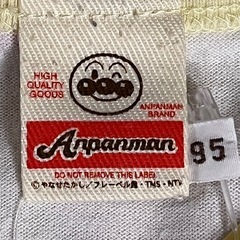 HIGH
QUALITY
GOODS
ANPANMAN
BRAND
Anpanman
95
DO NOT REMOVE THIS LABEL
©やなせたかし/フレーベル館・TMS・NTV